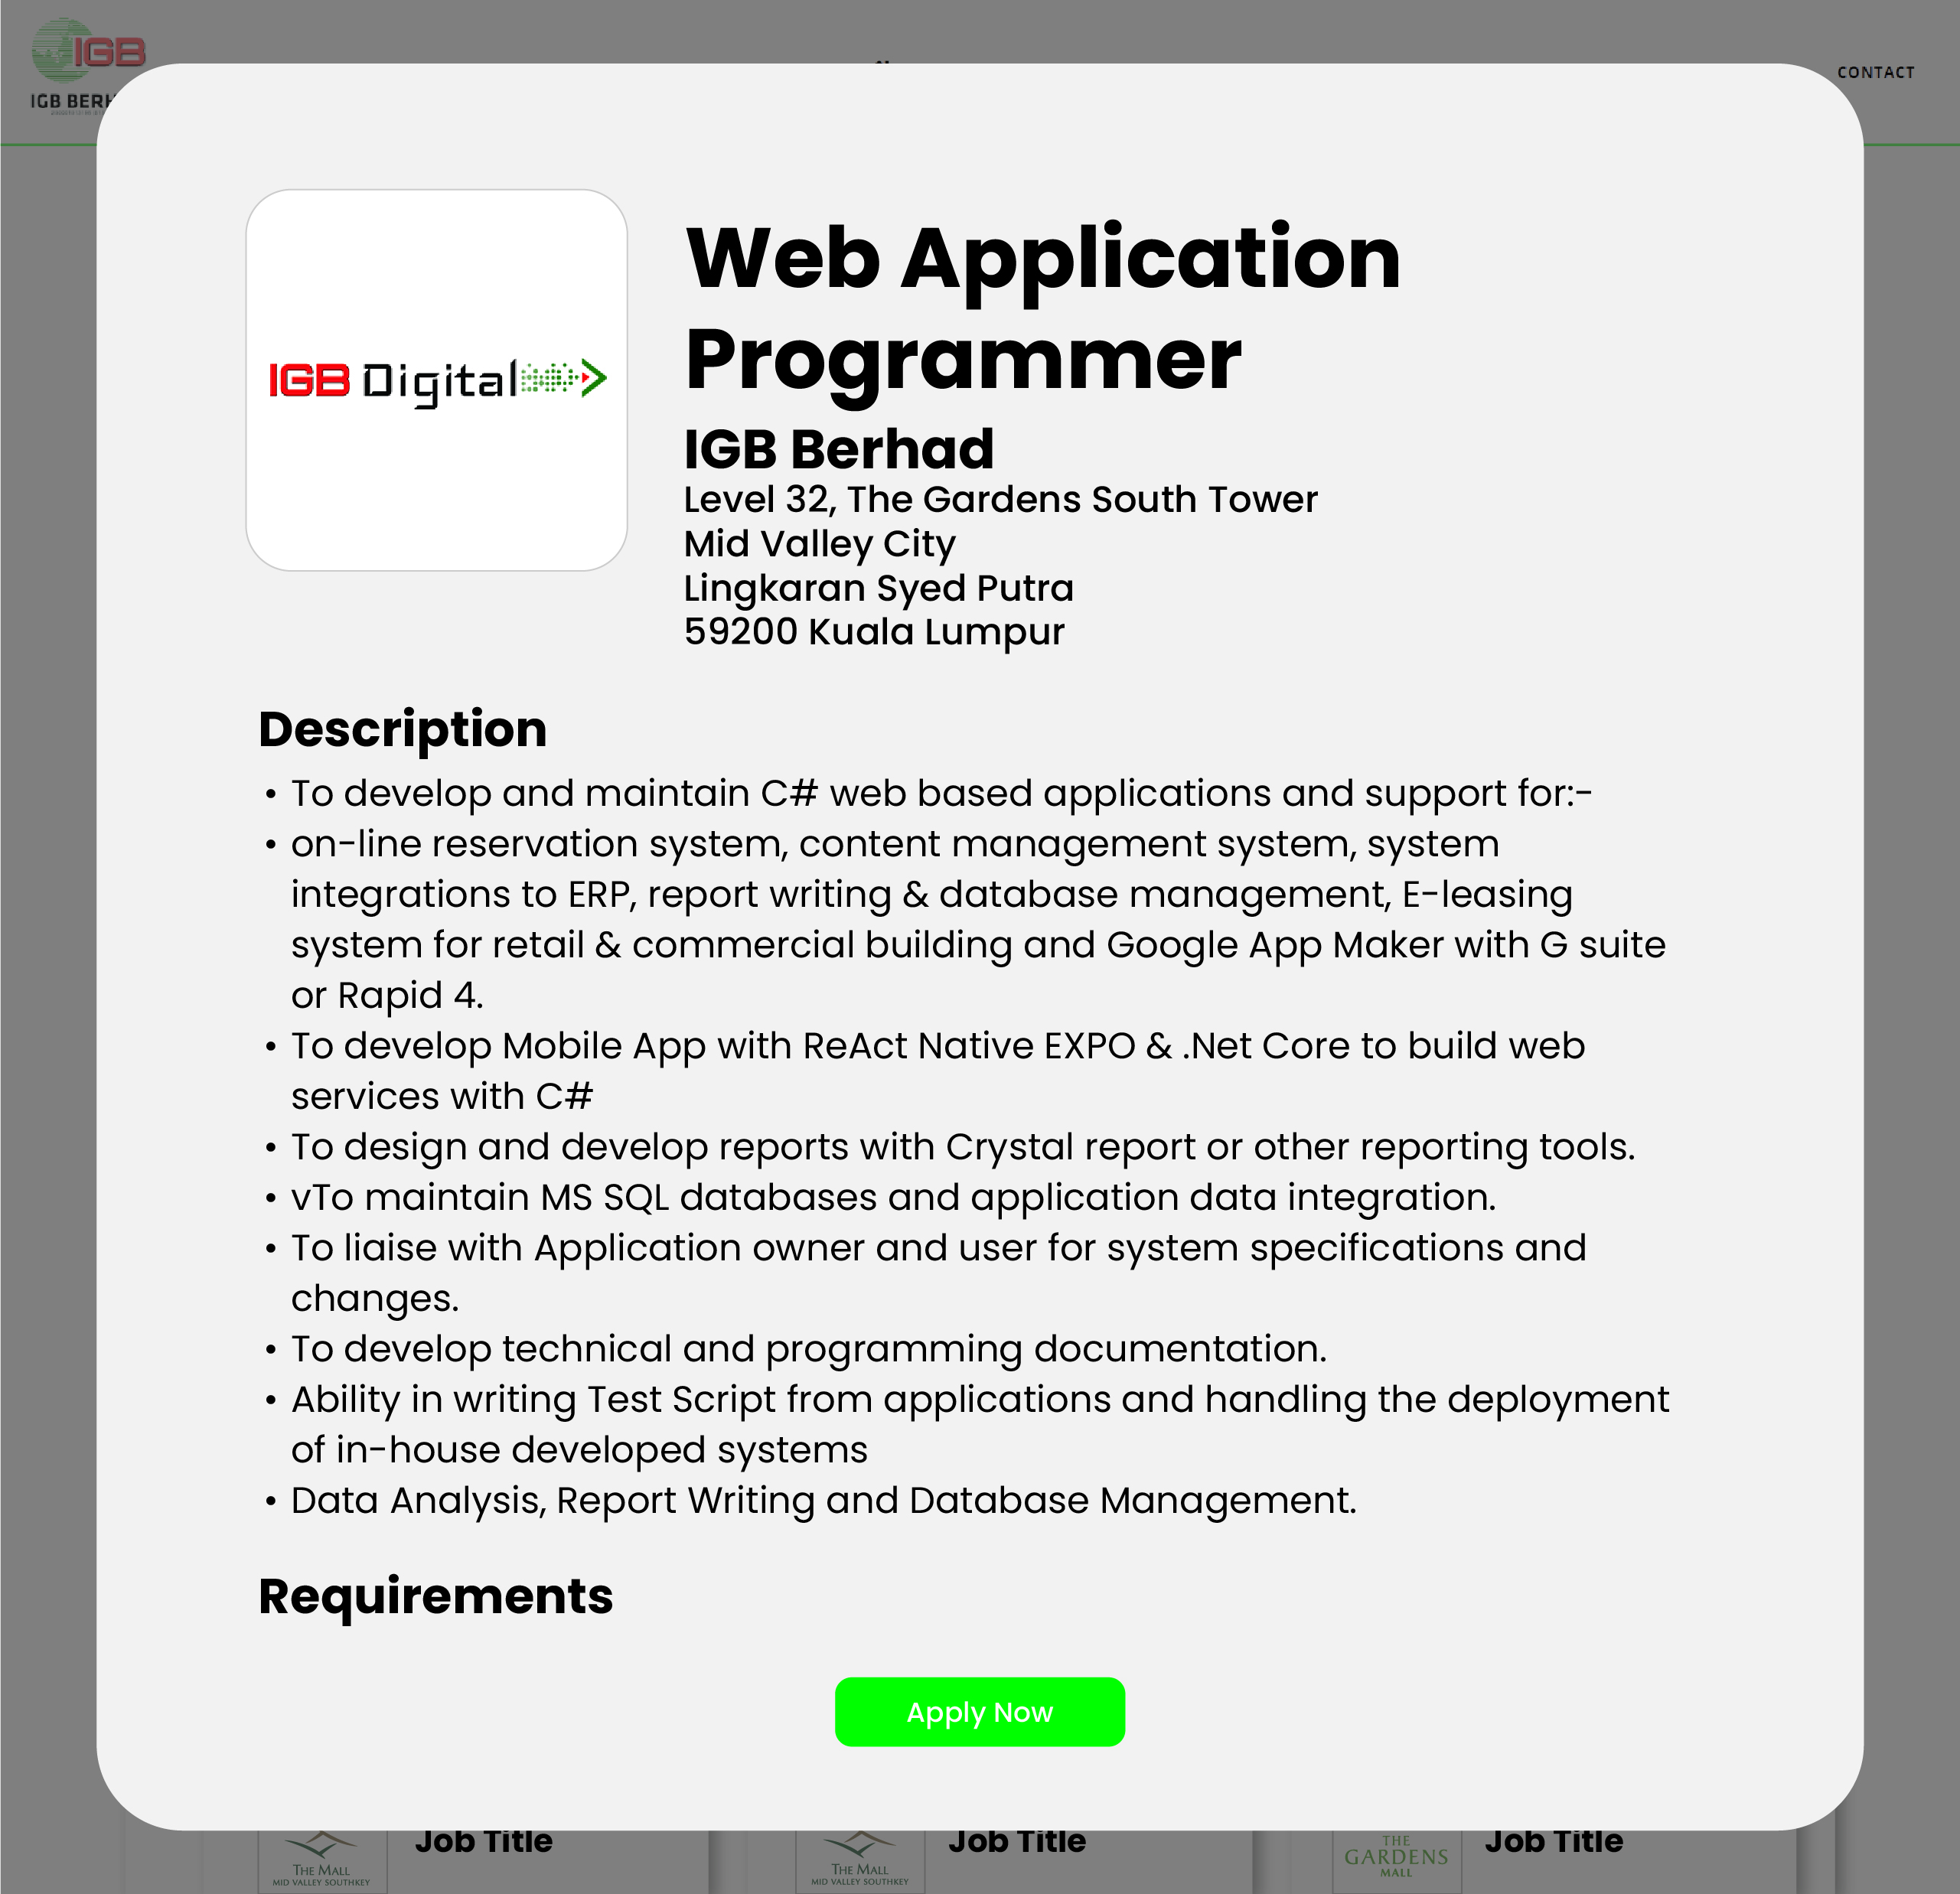 IGB
IGB BERH
CONTACT
IGB Digital
Web Application
Programmer
IGB Berhad
Level 32, The Gardens South Tower
Mid Valley City
Lingkaran Syed Putra
59200 Kuala Lumpur
Description
• To develop and maintain C# web based applications and support for:-
• on-line reservation system, content management system, system
integrations to ERP, report writing & database management, E-leasing
system for retail & commercial building and Google App Maker with G suite
or Rapid 4.
• To develop Mobile App with ReAct Native EXPO & .Net Core to build web
services with C#
• To design and develop reports with Crystal report or other reporting tools.
• vTo maintain MS SQL databases and application data integration.
• To liaise with Application owner and user for system specifications and
changes.
• To develop technical and programming documentation.
• Ability in writing Test Script from applications and handling the deployment
of in-house developed systems
• Data Analysis, Report Writing and Database Management.
Requirements
Apply Now
Job Title
THE MALL
MID VALLEY SOUTHKEY
Job Title
THE MALL
MID VALLEY SOUTHKEY
Job Title
THE
GARDENS
MALL